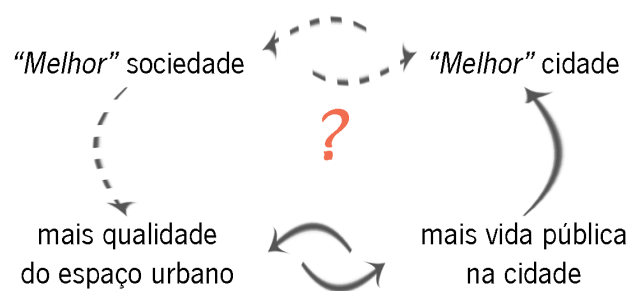 “Melhor” sociedade
“Melhor” cidade
?
mais qualidade
do espaço urbano
mais vida pública
na cidade